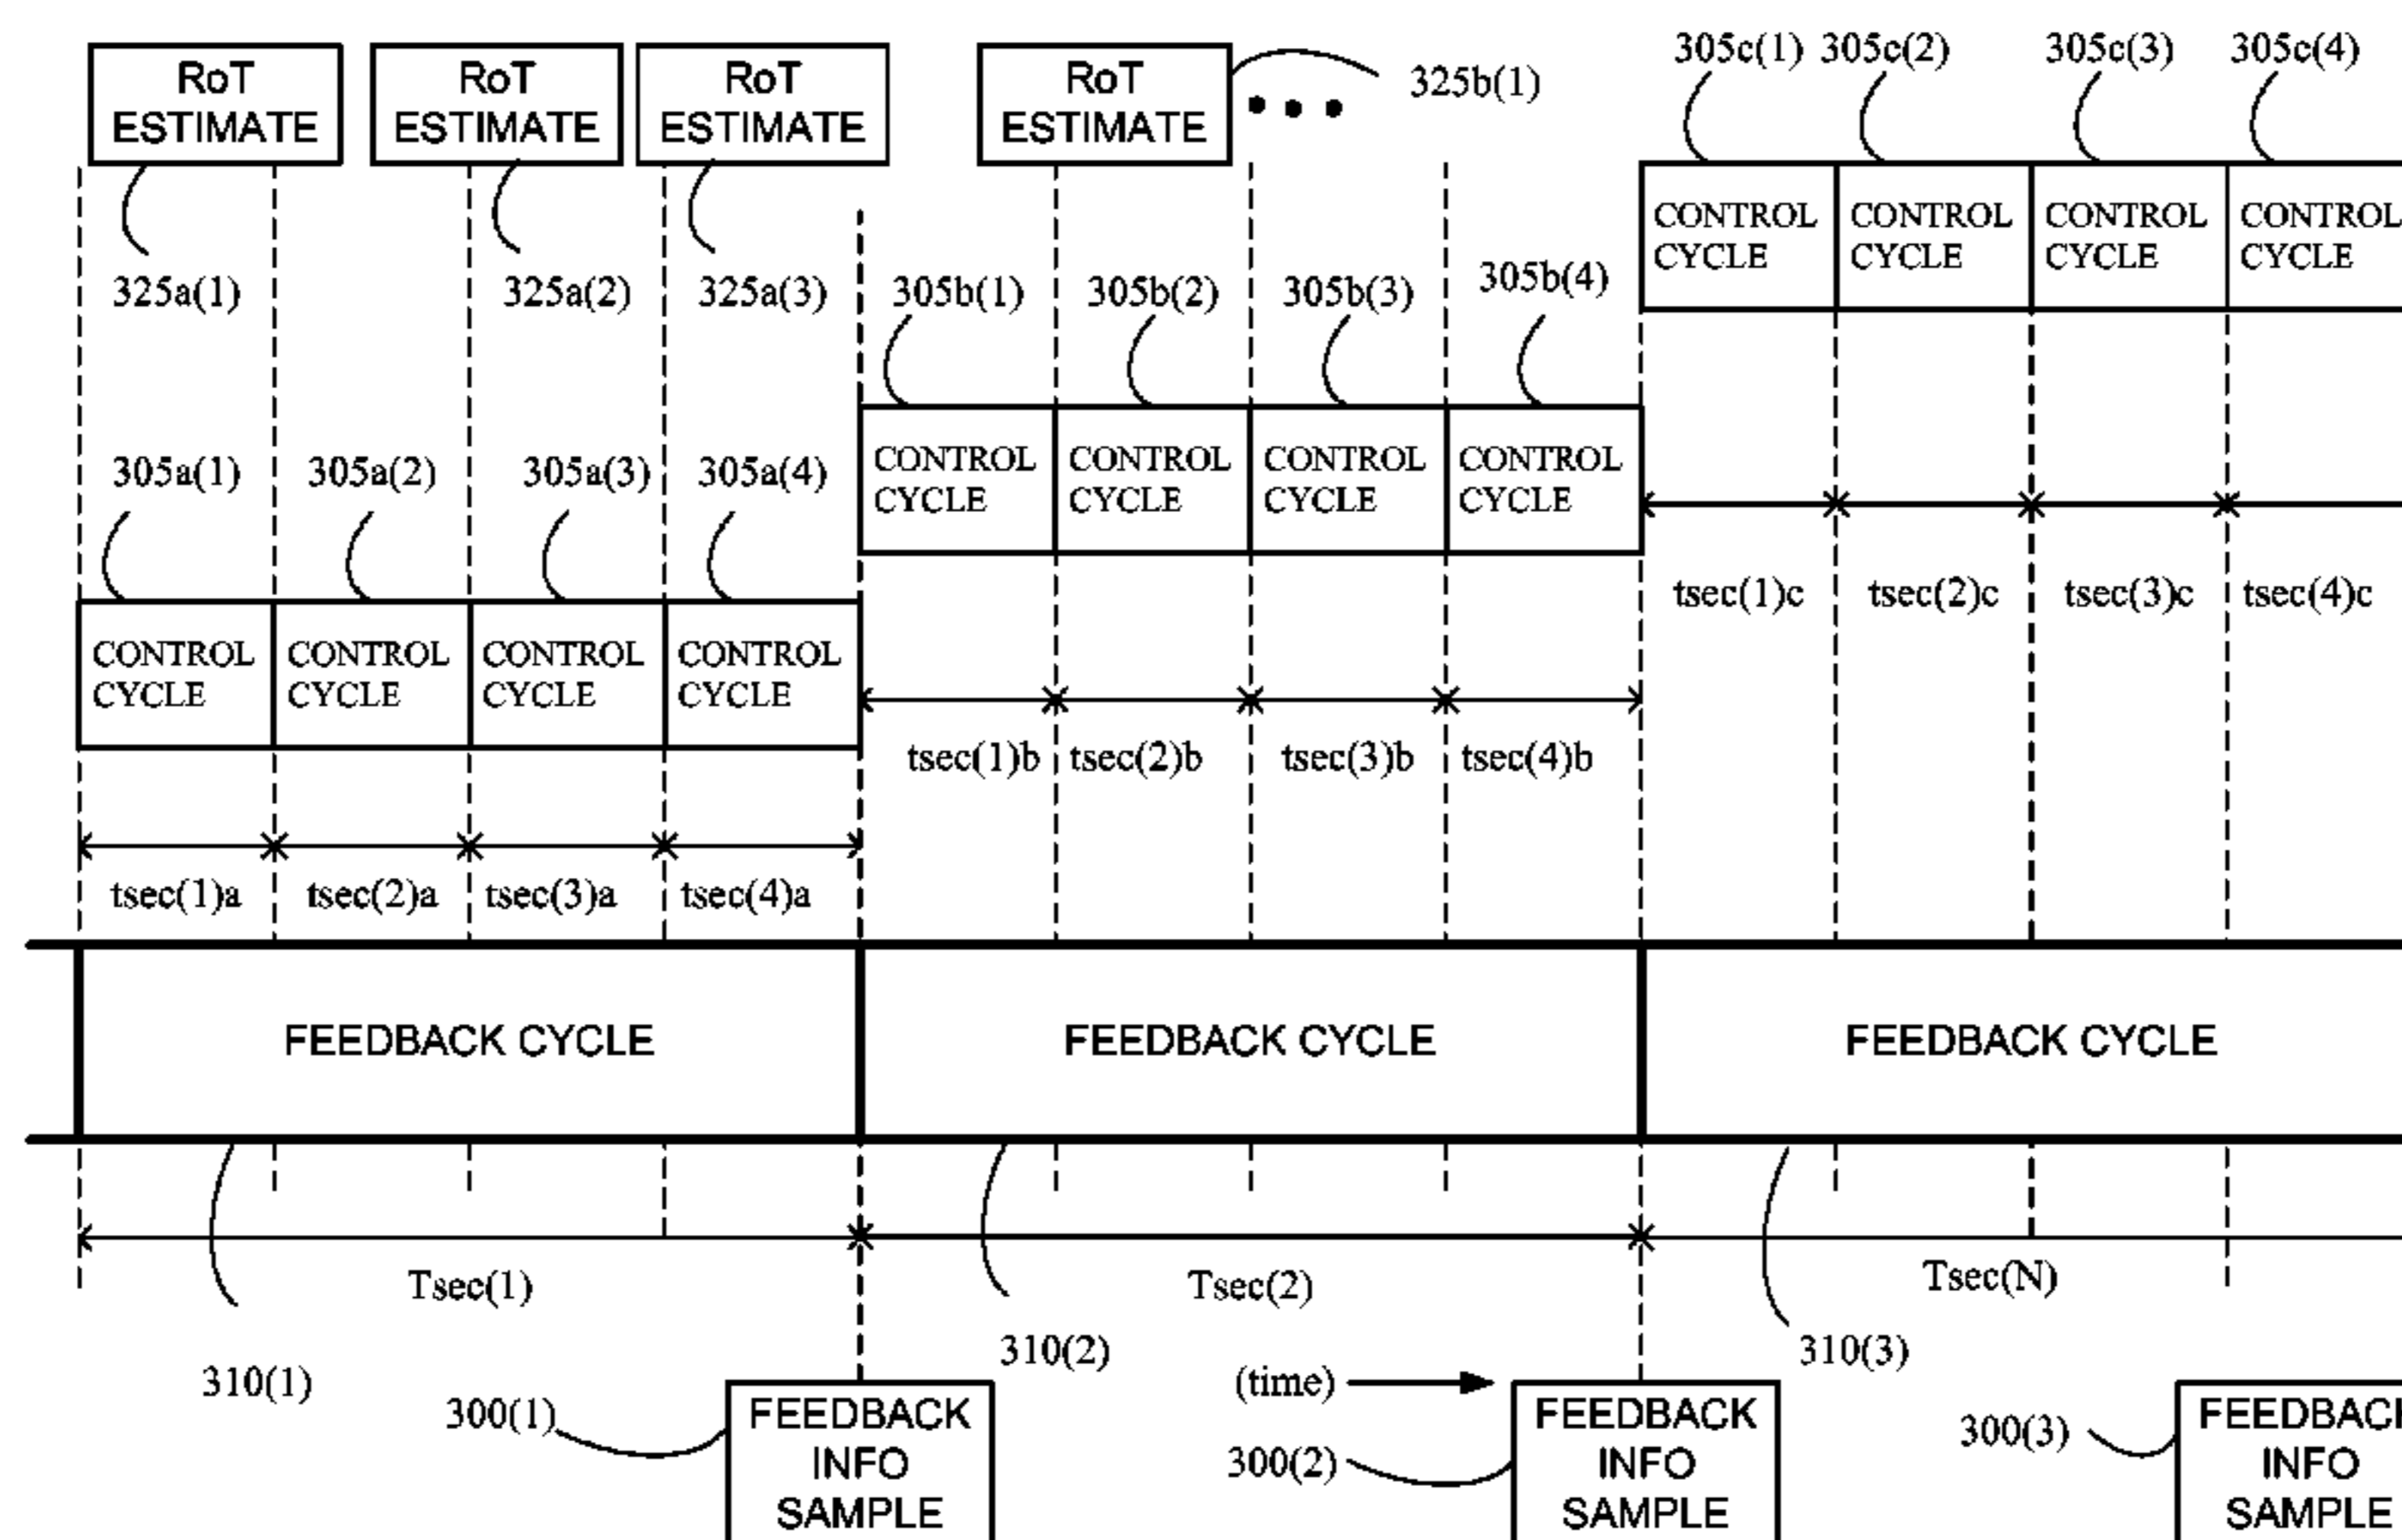 RoT
ESTIMATE
RoT
ESTIMATE
RoT
ESTIMATE
RoT
ESTIMATE
325b(1)
305c(1)
305c(2)
305c(3)
305c(4)
325a(1)
325a(2)
325a(3)
305b(1)
305b(2)
305b(3)
305b(4)
CONTROL
CYCLE
CONTROL
CYCLE
CONTROL
CYCLE
CONTROL
CYCLE
305a(1)
305a(2)
305a(3)
305a(4)
CONTROL
CYCLE
CONTROL
CYCLE
CONTROL
CYCLE
CONTROL
CYCLE
tsec(1)c
tsec(2)c
tsec(3)c
tsec(4)c
CONTROL
CYCLE
CONTROL
CYCLE
CONTROL
CYCLE
CONTROL
CYCLE
tsec(1)b
tsec(2)b
tsec(3)b
tsec(4)b
tsec(1)a
tsec(2)a
tsec(3)a
tsec(4)a
FEEDBACK CYCLE
FEEDBACK CYCLE
FEEDBACK CYCLE
Tsec(1)
Tsec(2)
Tsec(N)
310(1)
310(2)
310(3)
(time)
300(1)
FEEDBACK
INFO
SAMPLE
300(2)
FEEDBACK
INFO
SAMPLE
300(3)
FEEDBACK
INFO
SAMPLE